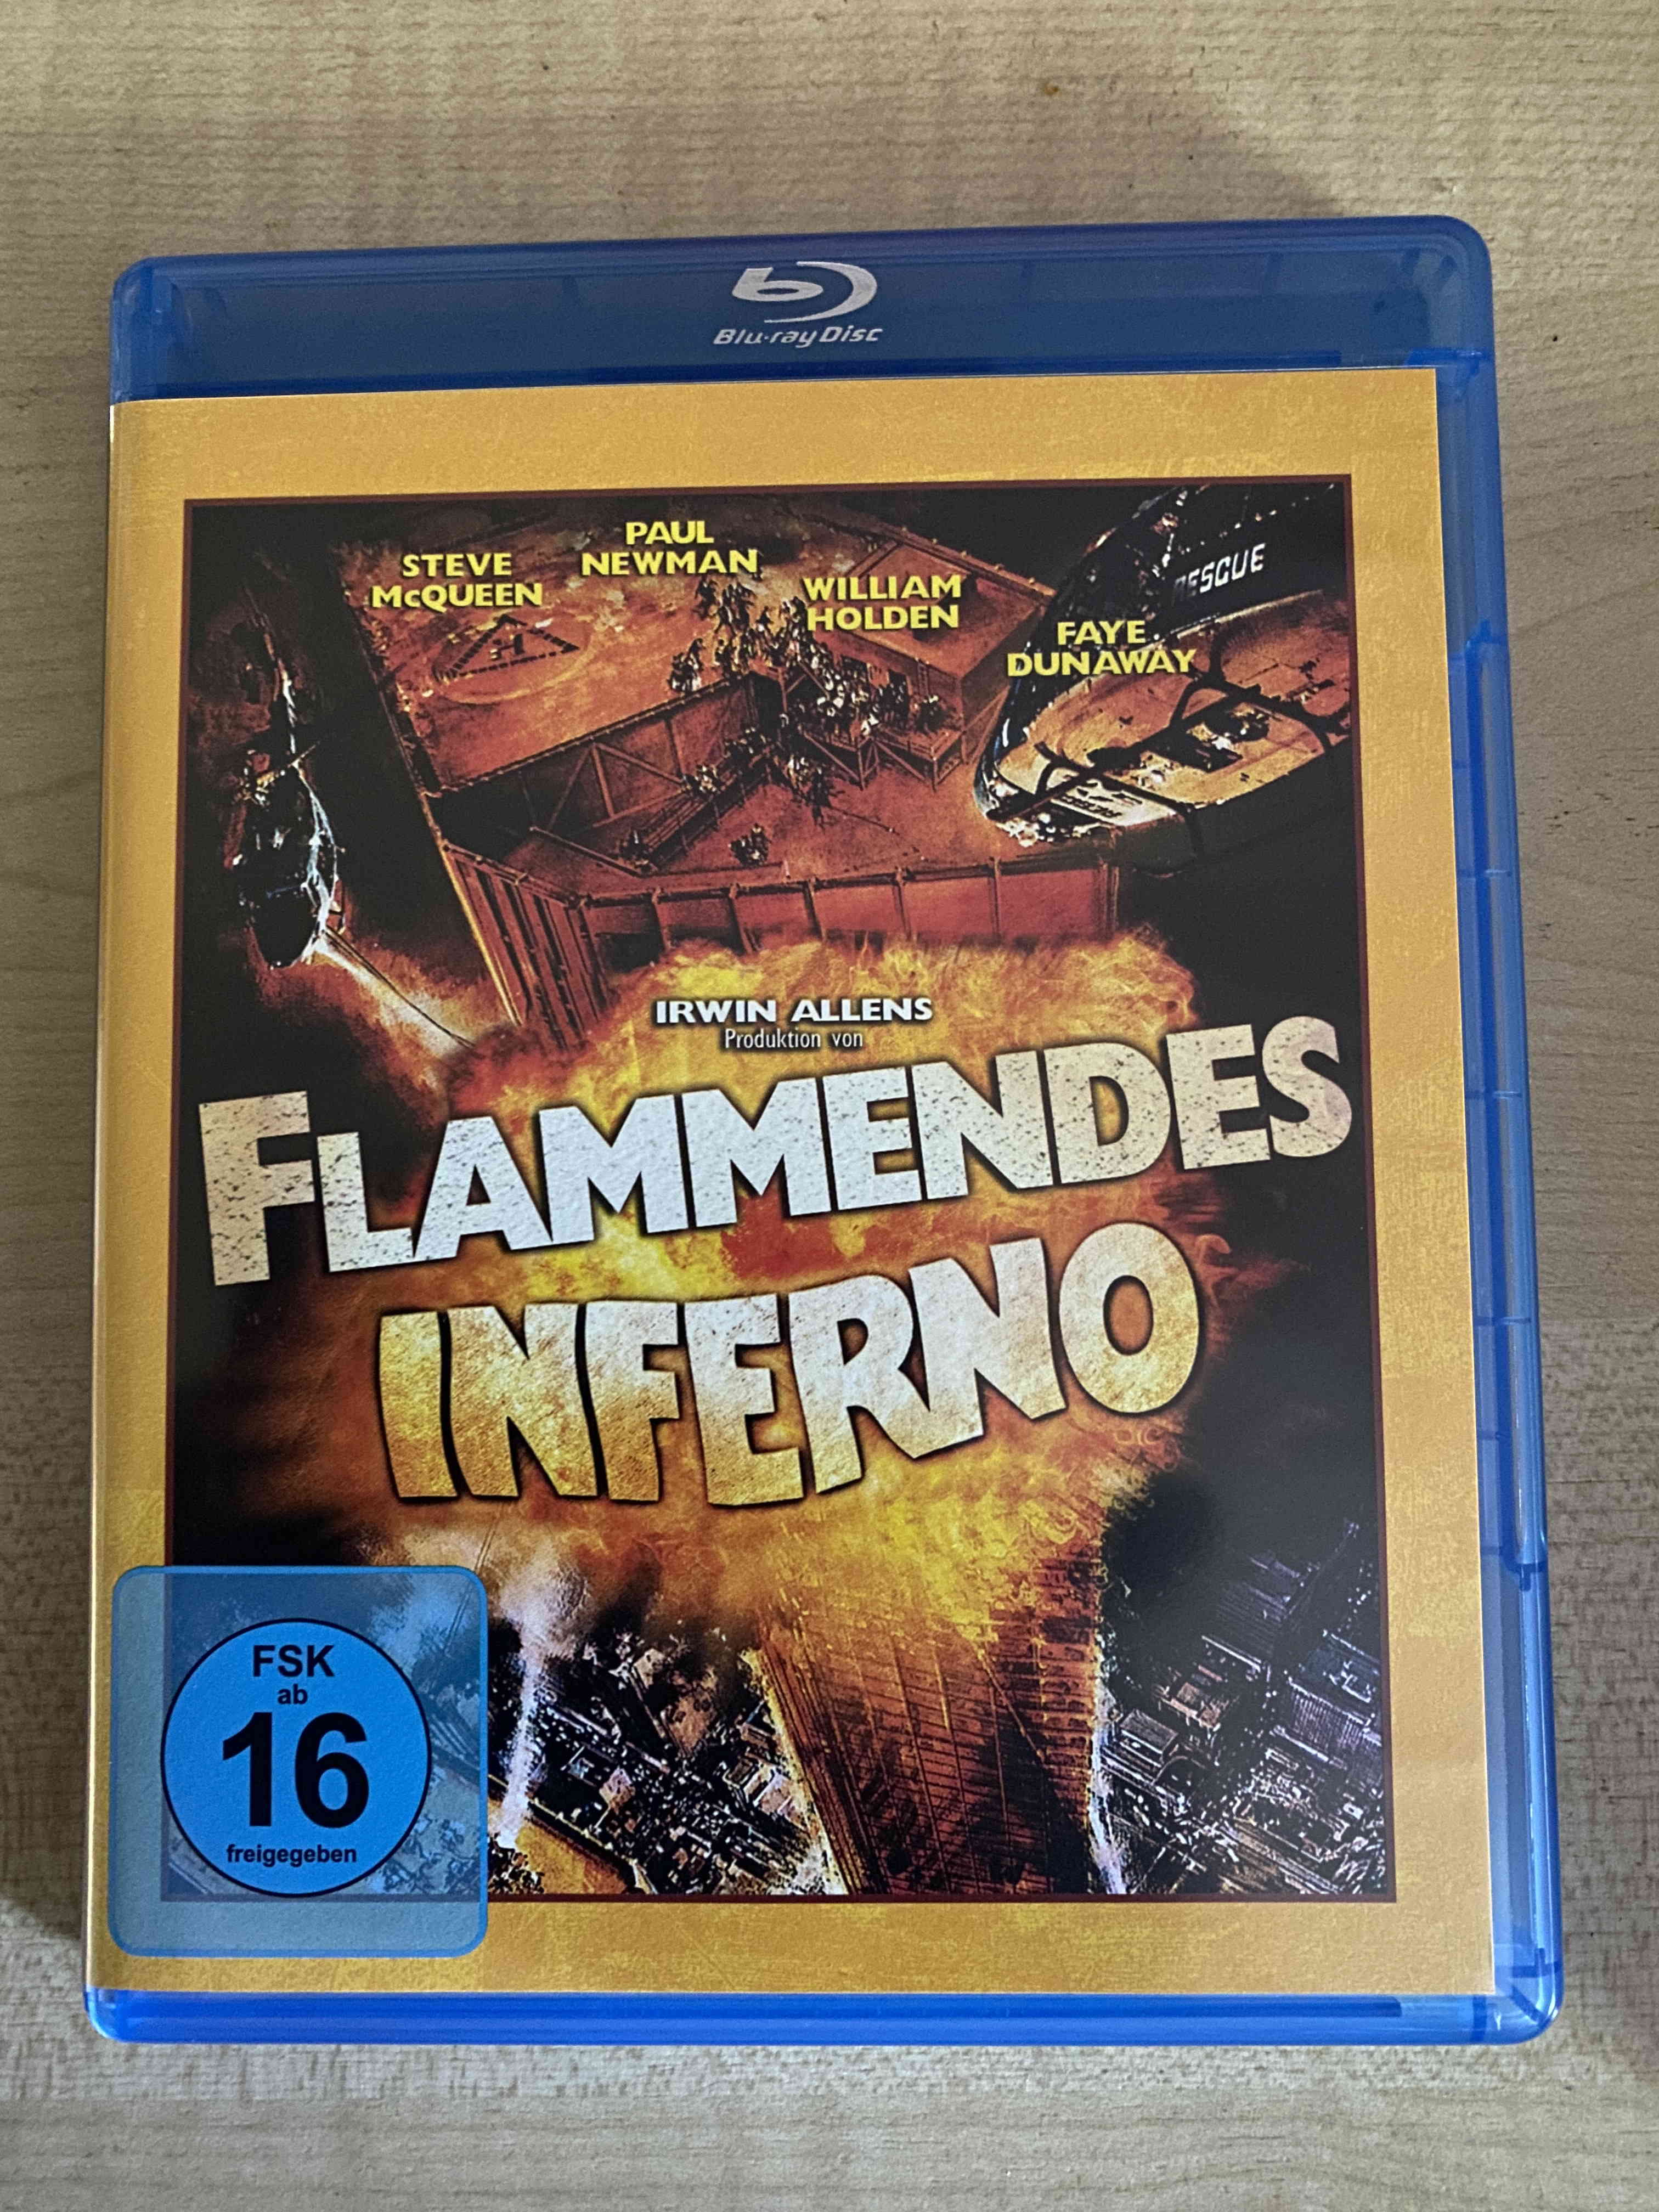 Blu-ray Disc
STEVE
McQUEEN
PAUL
NEWMAN
WILLIAM
HOLDEN
FAYE
DUNAWAY
RESCUE
H
IRWIN ALLENS
Produktion von
FLAMMENDES
INFERNO
FSK
ab
16
freigegeben